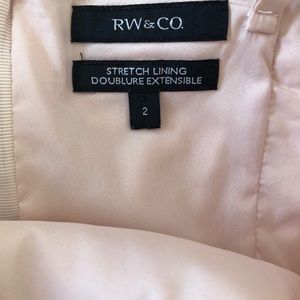 RW&CO.
STRETCH LINING
DOUBLURE EXTENSIBLE
2